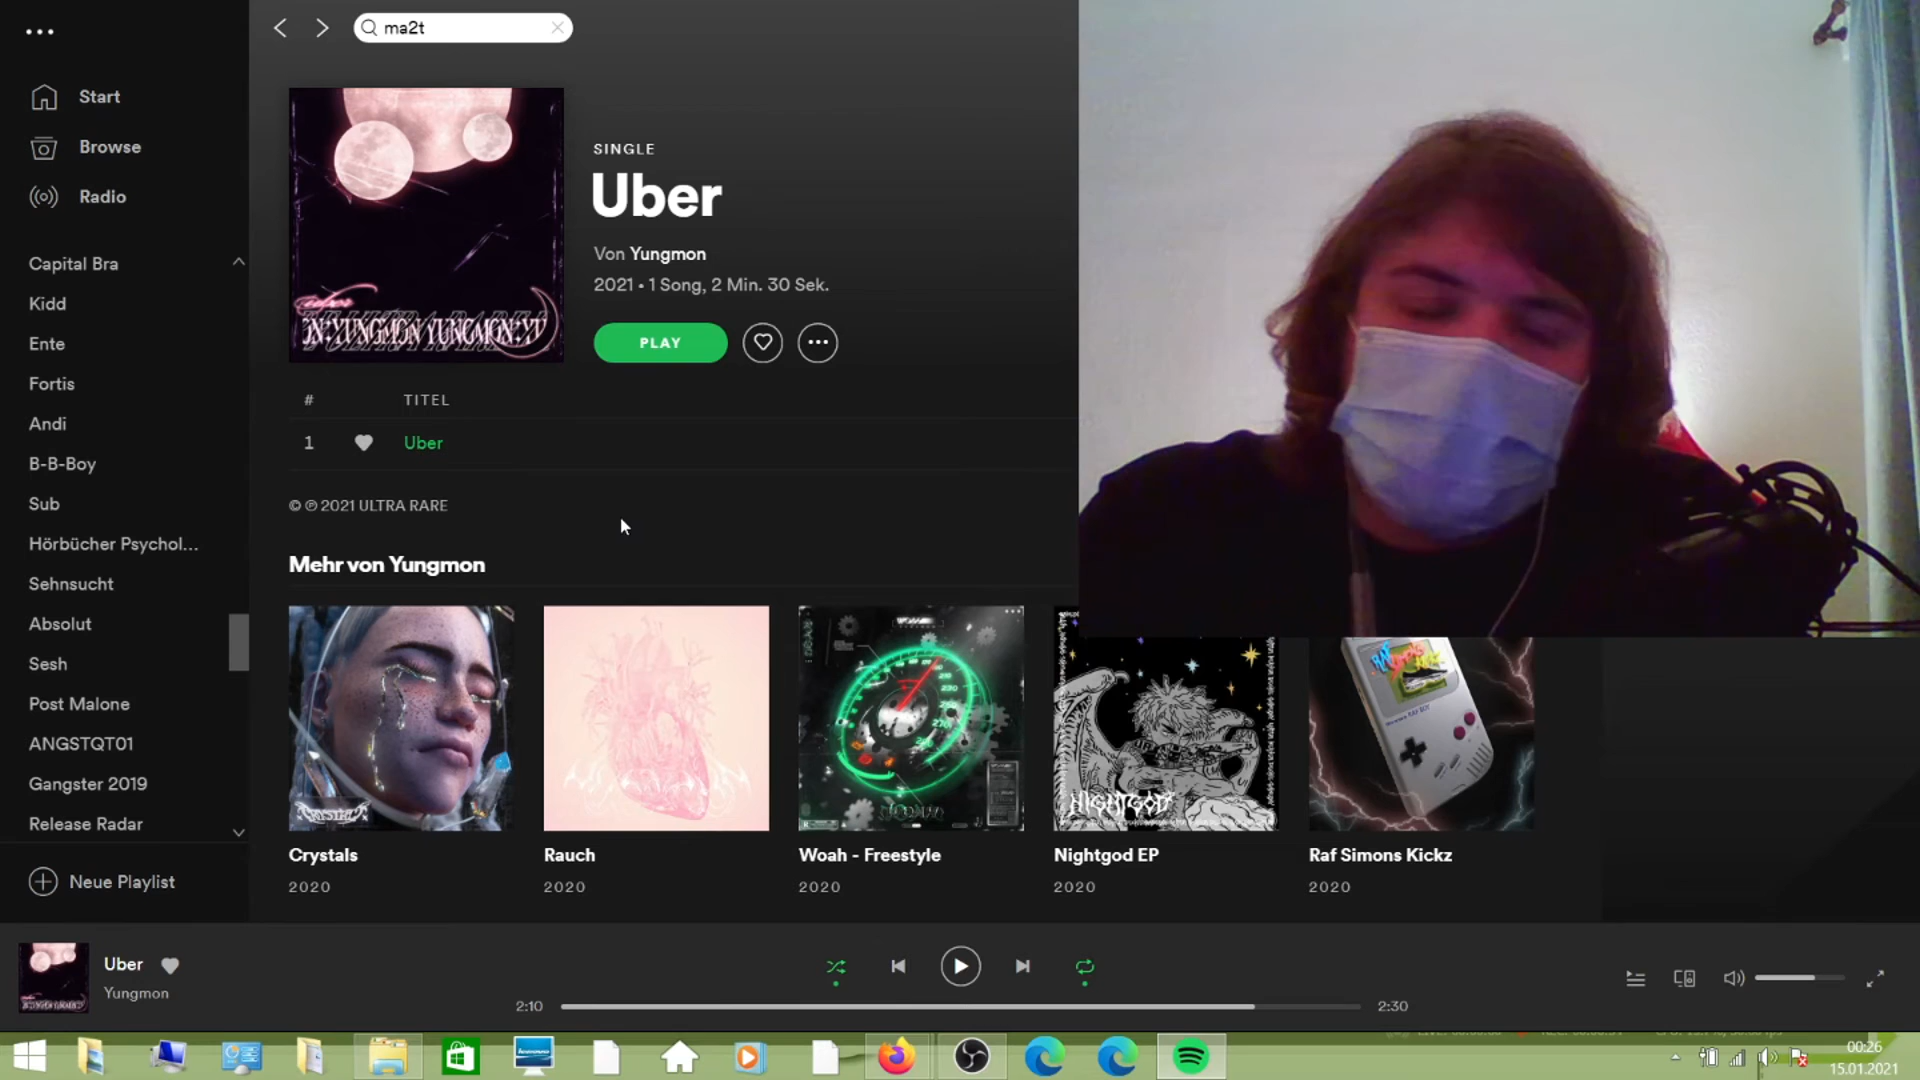 ma2t
Start
Browse
Radio
Capital Bra
Kidd
Ente
Fortis
Andi
B-B-Boy
Sub
Hörbücher Psychol...
Sehnsucht
Absolut
Sesh
Post Malone
ANGSTQT01
Gangster 2019
Release Radar
Neue Playlist
SINGLE
Uber
Von Yungmon
2021 • 1 Song, 2 Min. 30 Sek.
PLAY
# TITEL
1 Uber
© ℗ 2021 ULTRA RARE
Mehr von Yungmon
NIGHTGOD
Crystals
2020
Rauch
2020
Woah - Freestyle
2020
Nightgod EP
2020
Raf Simons Kickz
2020
Uber
Yungmon
2:10
2:30
00:26
15.01.2021